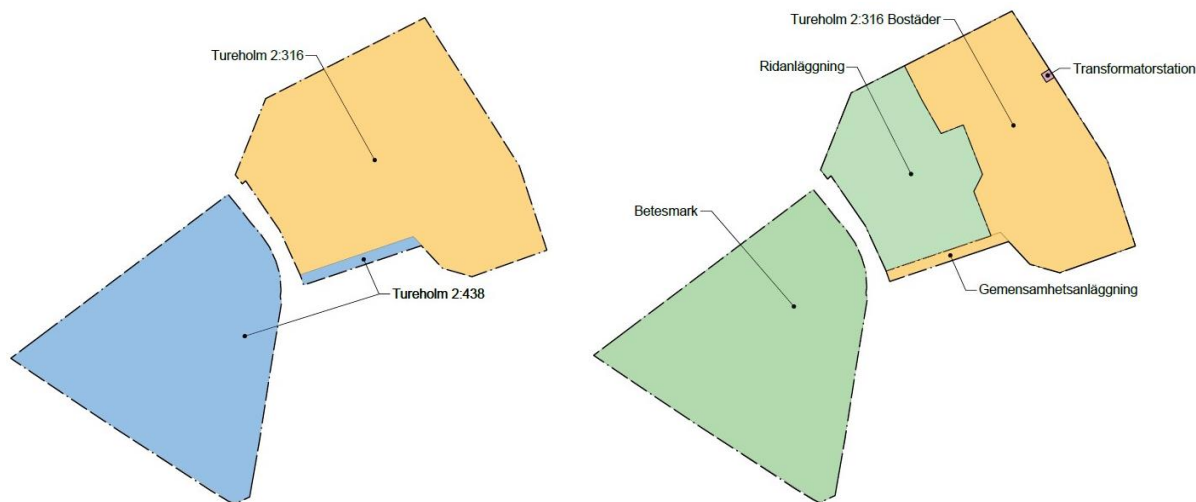 Tureholm 2:316
Tureholm 2:438
Tureholm 2:316 Bostäder
Ridanläggning
Transformatorstation
Betesmark
Gemensamhetsanläggning